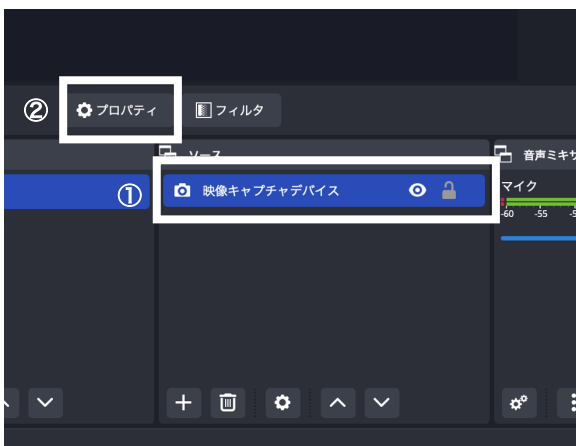 ② プロパティ フィルタ
ソース 音声ミキサ
① 映像キャプチャデバイス マイク
-60 -55 -5